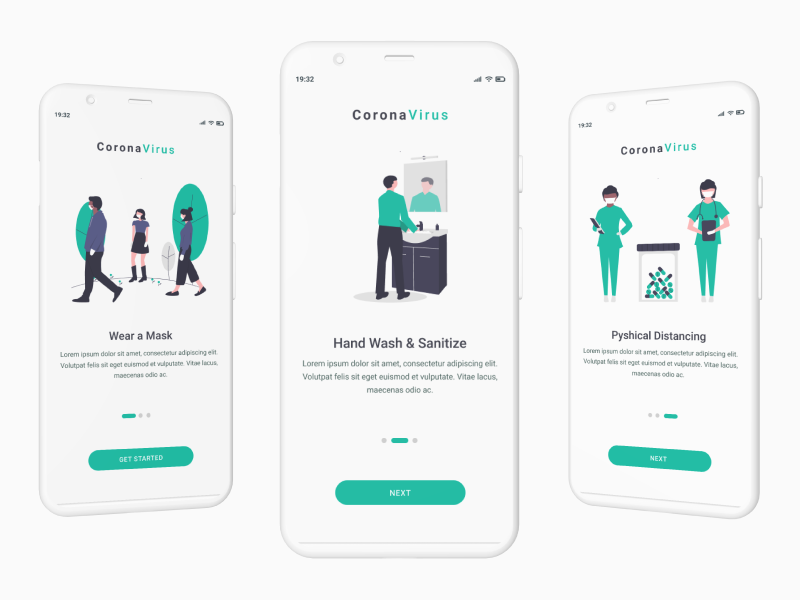 19:32
CoronaVirus
Wear a Mask
Lorem ipsum dolor sit amet, consectetur adipiscing elit.
Volutpat felis sit eget euismod et vulputate. Vitae lacus,
maecenas odio ac.
GET STARTED
19:32
CoronaVirus
Hand Wash & Sanitize
Lorem ipsum dolor sit amet, consectetur adipiscing elit.
Volutpat felis sit eget euismod et vulputate. Vitae lacus,
maecenas odio ac.
NEXT
19:32
CoronaVirus
Pyshical Distancing
Lorem ipsum dolor sit amet, consectetur adipiscing elit.
Volutpat felis sit eget euismod et vulputate. Vitae lacus,
maecenas odio ac.
NEXT